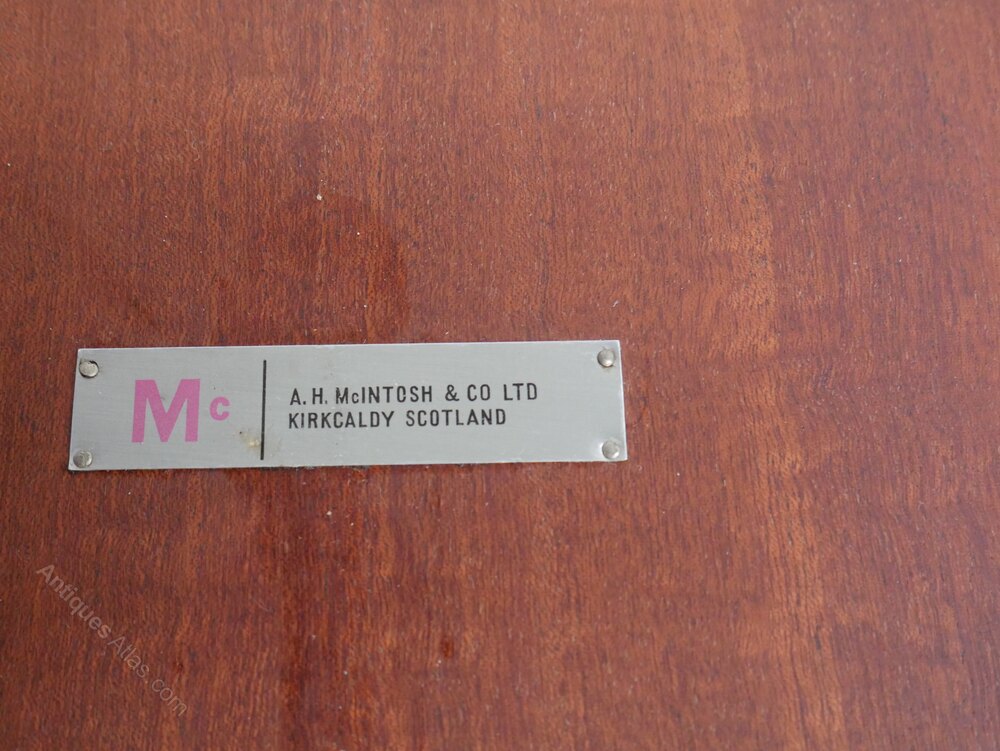 Mc
A.H. McINTOSH & CO LTD
KIRKCALDY SCOTLAND
AntiquesAtlas.com